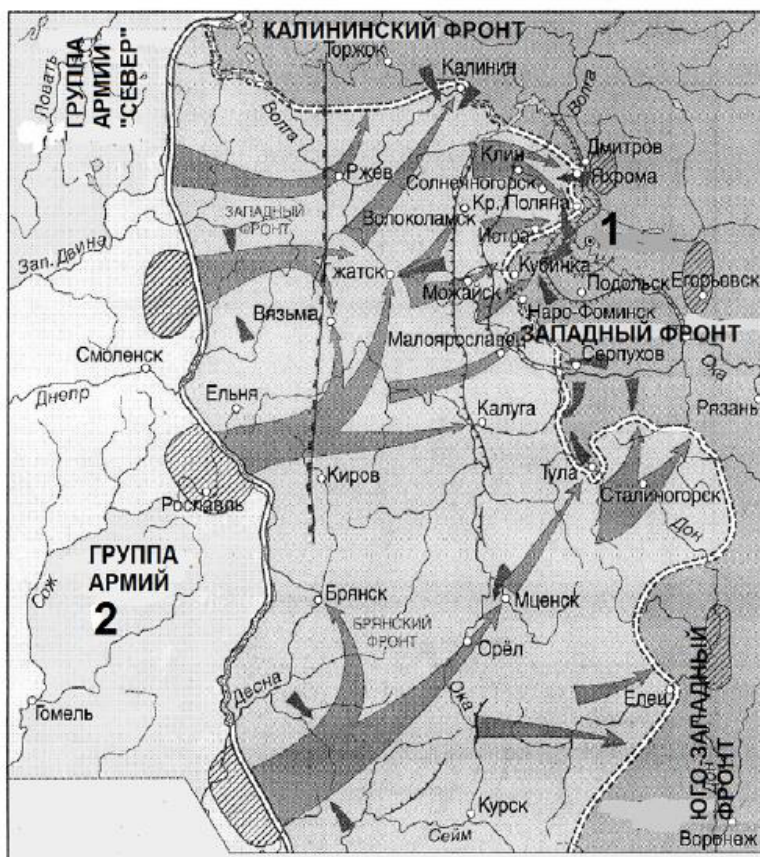 КАЛИНИНСКИЙ ФРОНТ
Торжок
Калинин
Ловать
ГРУППА
АРМИЙ
"СЕВЕР"
Волга
Волга
Дмитров
Клин
Яхрома
Ржев
Солнечногорск
Кр. Поляна
Волоколамск
ЗАПАДНЫЙ
ФРОНТ
Истра
1
Зап. Двина
Гжатск
Кубинка
Можайск
Подольск
Егорьевск
Наро-Фоминск
Вязьма
ЗАПАДНЫЙ ФРОНТ
Малоярославец
Серпухов
Смоленск
Ока
Днепр
Ельня
Калуга
Рязань
Киров
Тула
Рославль
Сталиногорск
Дон
ГРУППА
АРМИЙ
2
Сож
Брянск
Мценск
БРЯНСКИЙ
ФРОНТ
Орёл
Десна
Ока
Елец
Гомель
ЮГО-ЗАПАДНЫЙ
ФРОНТ
Дон
Курск
Сейм
Воронеж